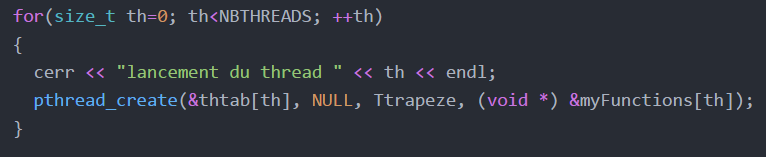 for(size_t th=0; th<NBTHREADS; ++th)
{
  cerr << "lancement du thread " << th << endl;
  pthread_create(&thtab[th], NULL, Ttrapeze, (void *) &myFunctions[th]);
}